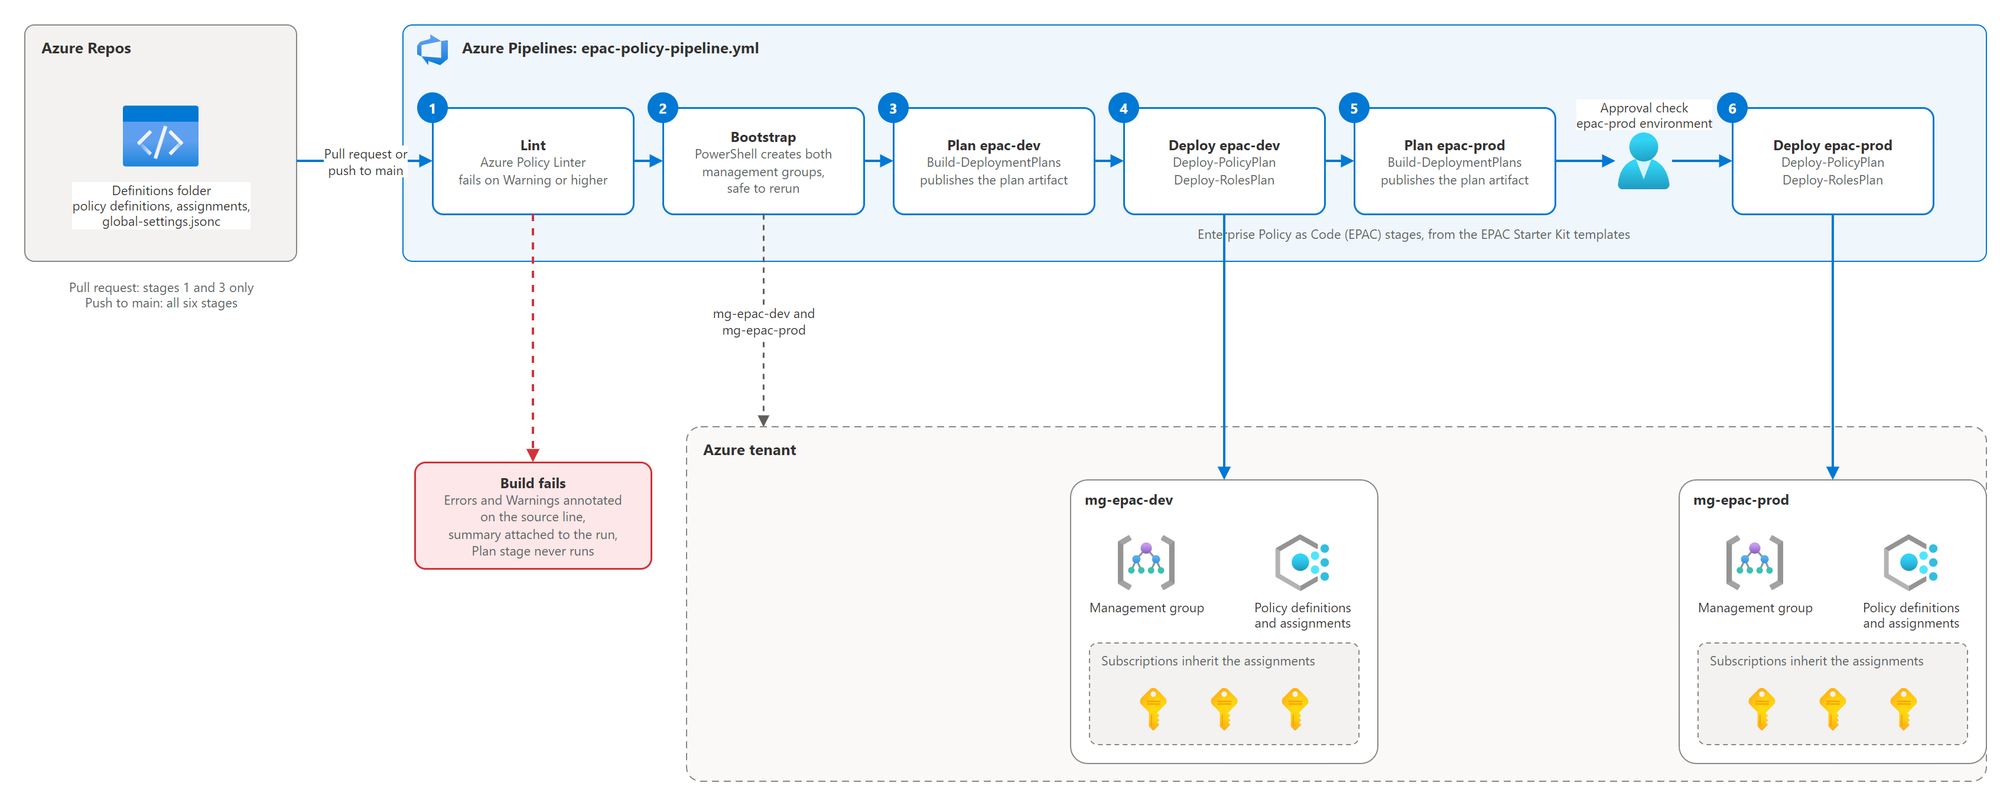 Azure Repos
Definitions folder
policy definitions, assignments,
global-settings.jsonc
Pull request: stages 1 and 3 only
Push to main: all six stages
Pull request or
push to main
Azure Pipelines: epac-policy-pipeline.yml
1
Lint
Azure Policy Linter
fails on Warning or higher
2
Bootstrap
PowerShell creates both
management groups,
safe to rerun
3
Plan epac-dev
Build-DeploymentPlans
publishes the plan artifact
4
Deploy epac-dev
Deploy-PolicyPlan
Deploy-RolesPlan
5
Plan epac-prod
Build-DeploymentPlans
publishes the plan artifact
Approval check
epac-prod environment
6
Deploy epac-prod
Deploy-PolicyPlan
Deploy-RolesPlan
Enterprise Policy as Code (EPAC) stages, from the EPAC Starter Kit templates
mg-epac-dev and
mg-epac-prod
Build fails
Errors and Warnings annotated
on the source line,
summary attached to the run,
Plan stage never runs
Azure tenant
mg-epac-dev
Management group
Policy definitions
and assignments
Subscriptions inherit the assignments
mg-epac-prod
Management group
Policy definitions
and assignments
Subscriptions inherit the assignments